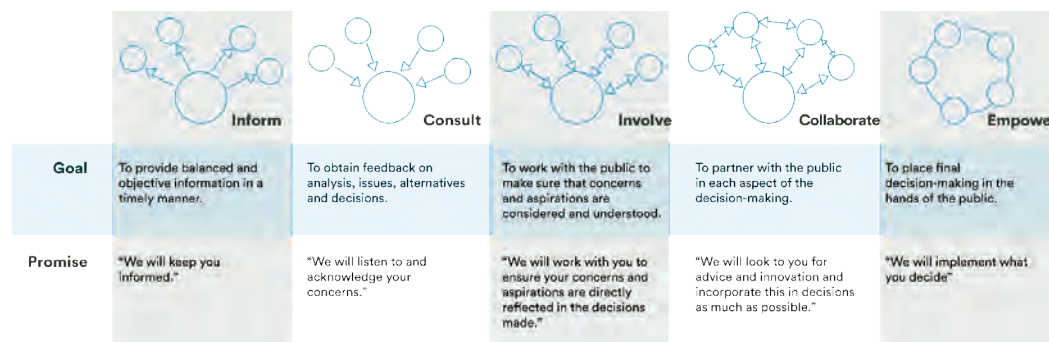 Inform
Consult
Involve
Collaborate
Empowe
Goal
To provide balanced and
objective information in a
timely manner.
To obtain feedback on
analysis, issues, alternatives
and decisions.
To work with the public to
make sure that concerns
and aspirations are
considered and understood.
To partner with the public
in each aspect of the
decision-making.
To place final
decision-making in the
hands of the public.
Promise
"We will keep you
informed."
"We will listen to and
acknowledge your
concerns."
"We will work with you to
ensure your concerns and
aspirations are directly
reflected in the decisions
made."
"We will look to you for
advice and innovation and
incorporate this in decisions
as much as possible."
"We will implement what
you decide"